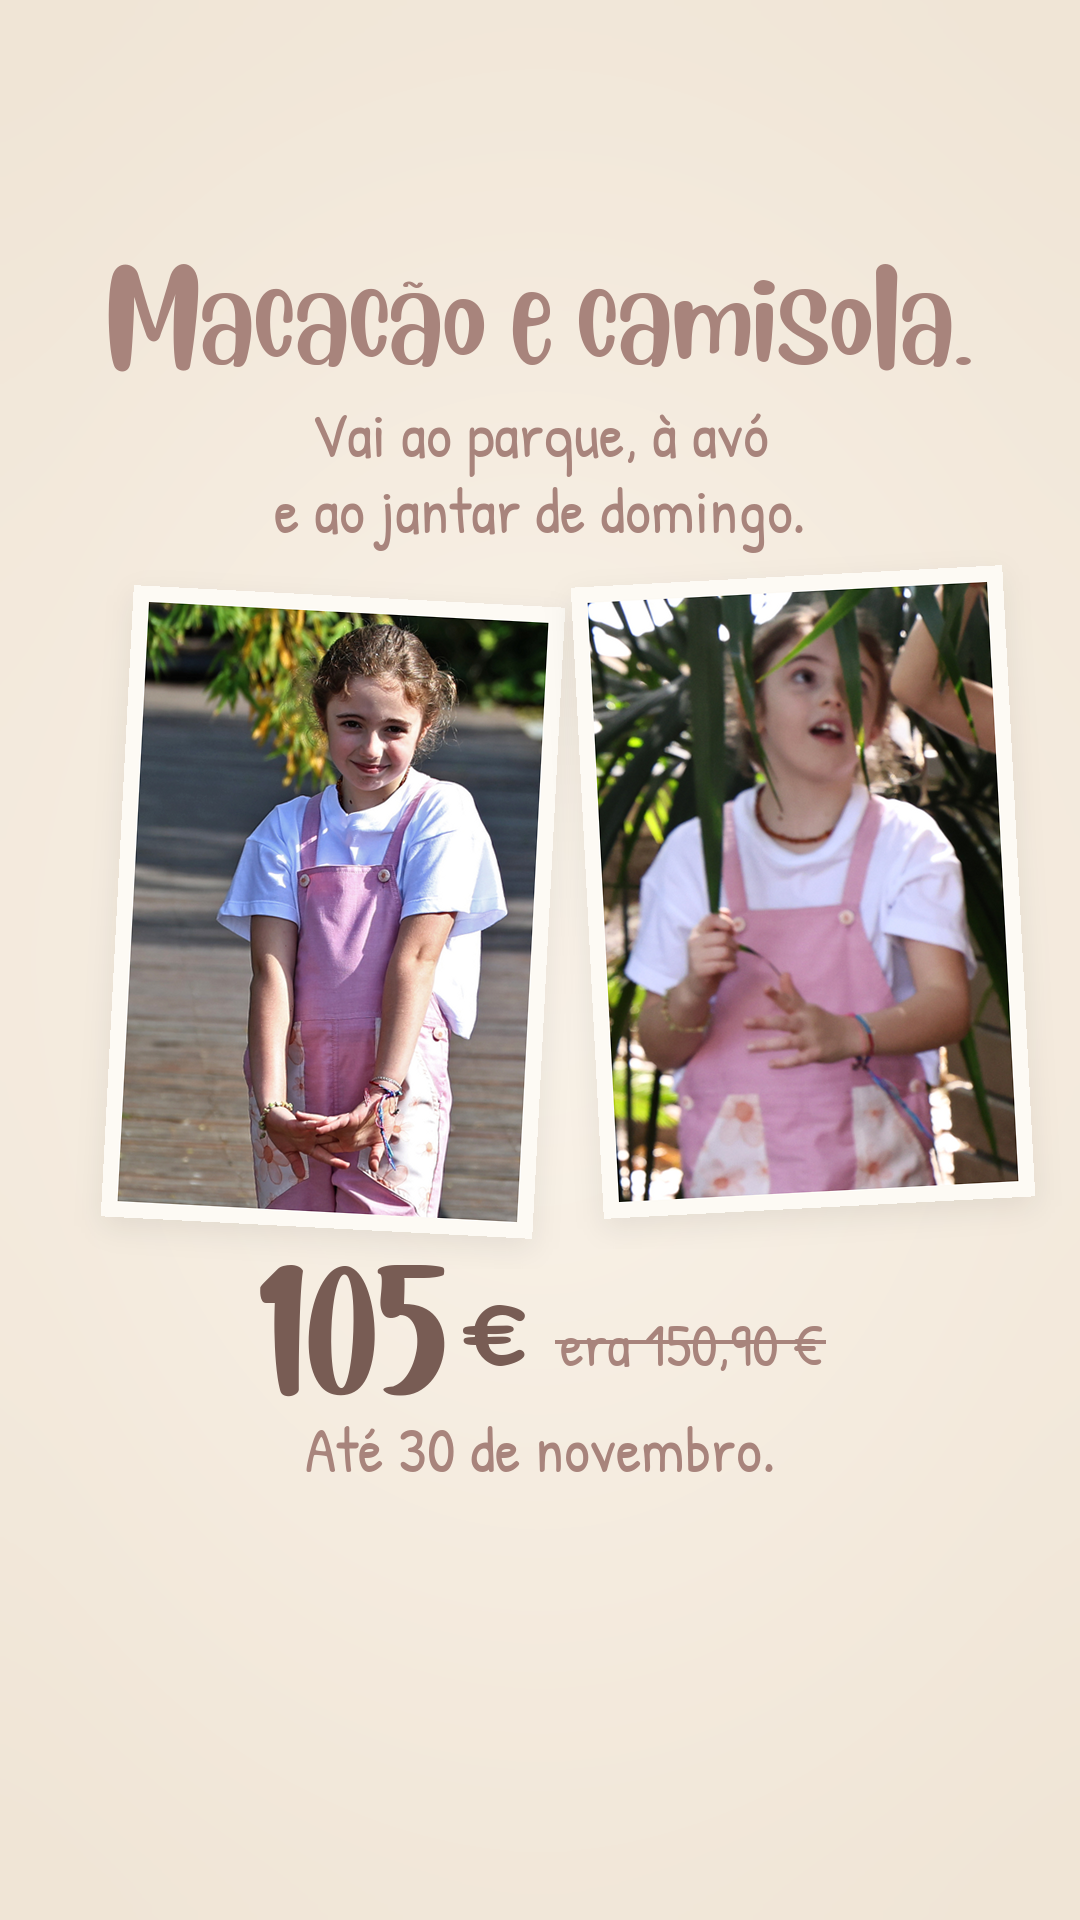 Macacão e camisola.
Vai ao parque, à avó
e ao jantar de domingo.
105 € era 150,90 €
Até 30 de novembro.